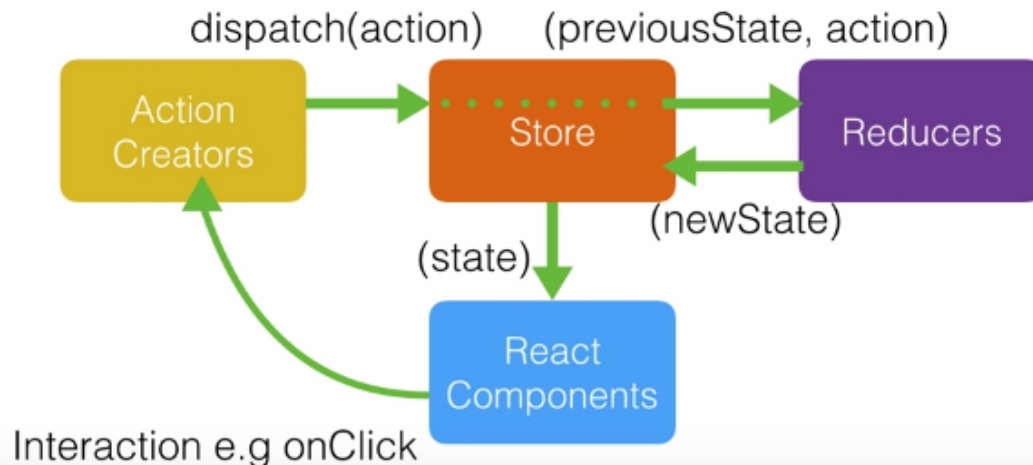 dispatch(action)
(previousState, action)
Action
Creators
Store
Reducers
(newState)
(state)
React
Components
Interaction e.g onClick